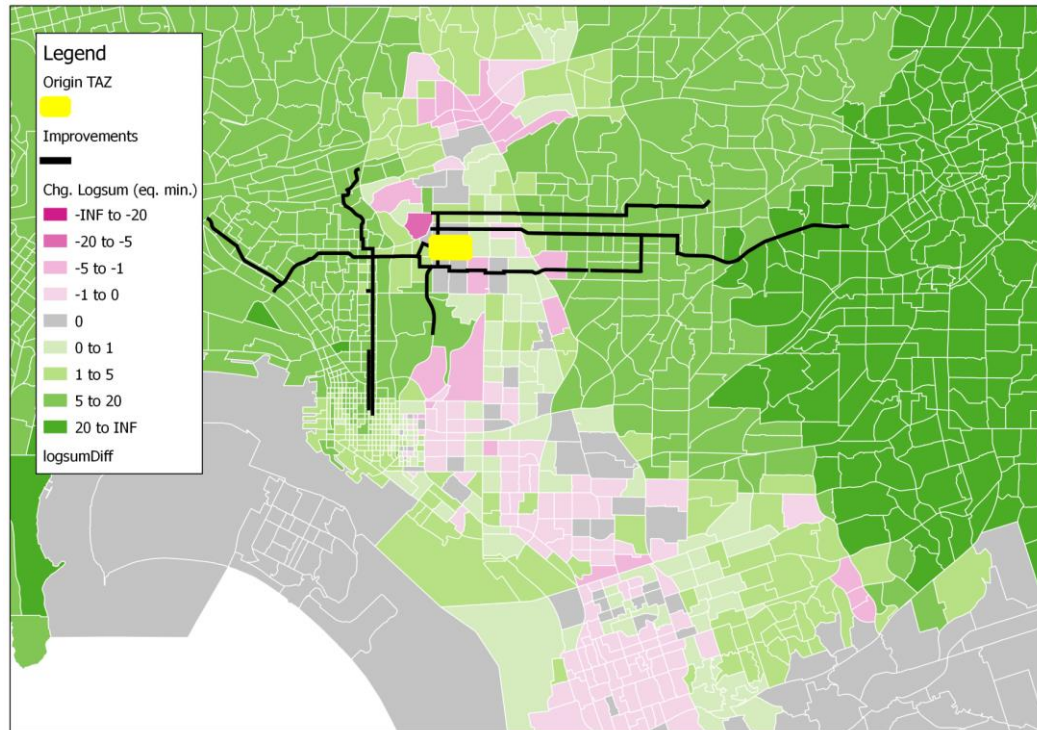 Legend
Origin TAZ
Improvements
Chg. Logsum (eq. min.)
-INF to -20
-20 to -5
-5 to -1
-1 to 0
0
0 to 1
1 to 5
5 to 20
20 to INF
logsumDiff